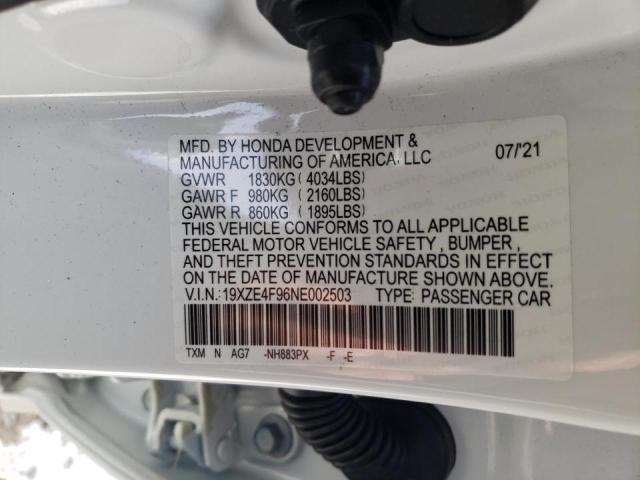 MFD. BY HONDA DEVELOPMENT &
MANUFACTURING OF AMERICA, LLC 07/'21
GVWR 1830KG ( 4034LBS)
GAWR F 980KG ( 2160LBS)
GAWR R 860KG ( 1895LBS)
THIS VEHICLE CONFORMS TO ALL APPLICABLE
FEDERAL MOTOR VEHICLE SAFETY , BUMPER ,
AND THEFT PREVENTION STANDARDS IN EFFECT
ON THE DATE OF MANUFACTURE SHOWN ABOVE.
V.I.N.:19XZE4F96NE002503 TYPE: PASSENGER CAR
TXM N AG7 -NH883PX -F -E